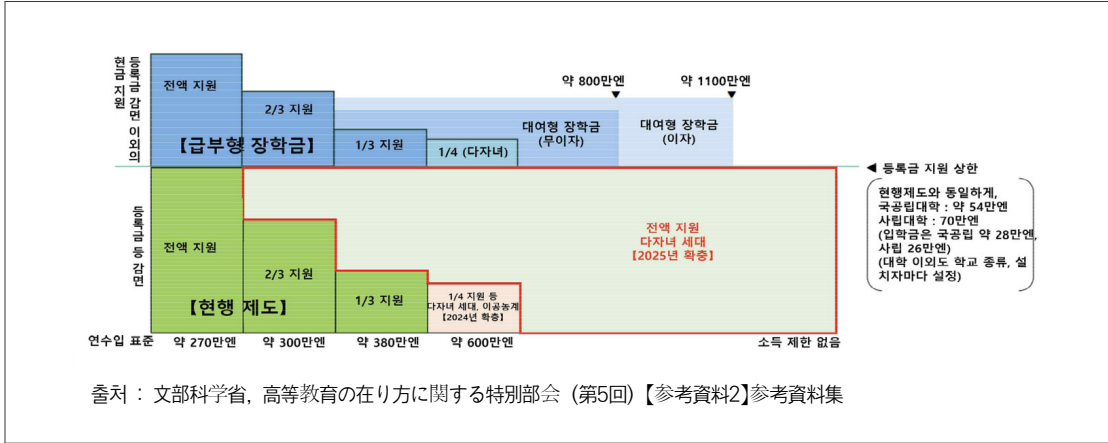 등록금 감면 이외의
현금 지원
전액 지원
2/3 지원
【급부형 장학금】
1/3 지원
1/4 (다자녀)
대여형 장학금
(무이자)
대여형 장학금
(이자)
약 800만엔
약 1100만엔
◀ 등록금 지원 상한
현행제도와 동일하게,
국공립대학 : 약 54만엔
사립대학 : 70만엔
(입학금은 국공립 약 28만엔,
사립 26만엔)
(대학 이외도 학교 종류, 설
치자마다 설정)
등록금 등 감면
전액 지원
2/3 지원
【현행 제도】
1/3 지원
1/4 지원 등
다자녀 세대, 이공농계
【2024년 확충】
전액 지원
다자녀 세대
【2025년 확충】
연수입 표준 약 270만엔 약 300만엔 약 380만엔 약 600만엔 소득 제한 없음
출처 : 文部科学省, 高等教育の在り方に関する特別部会 (第5回) 【参考資料2】参考資料集